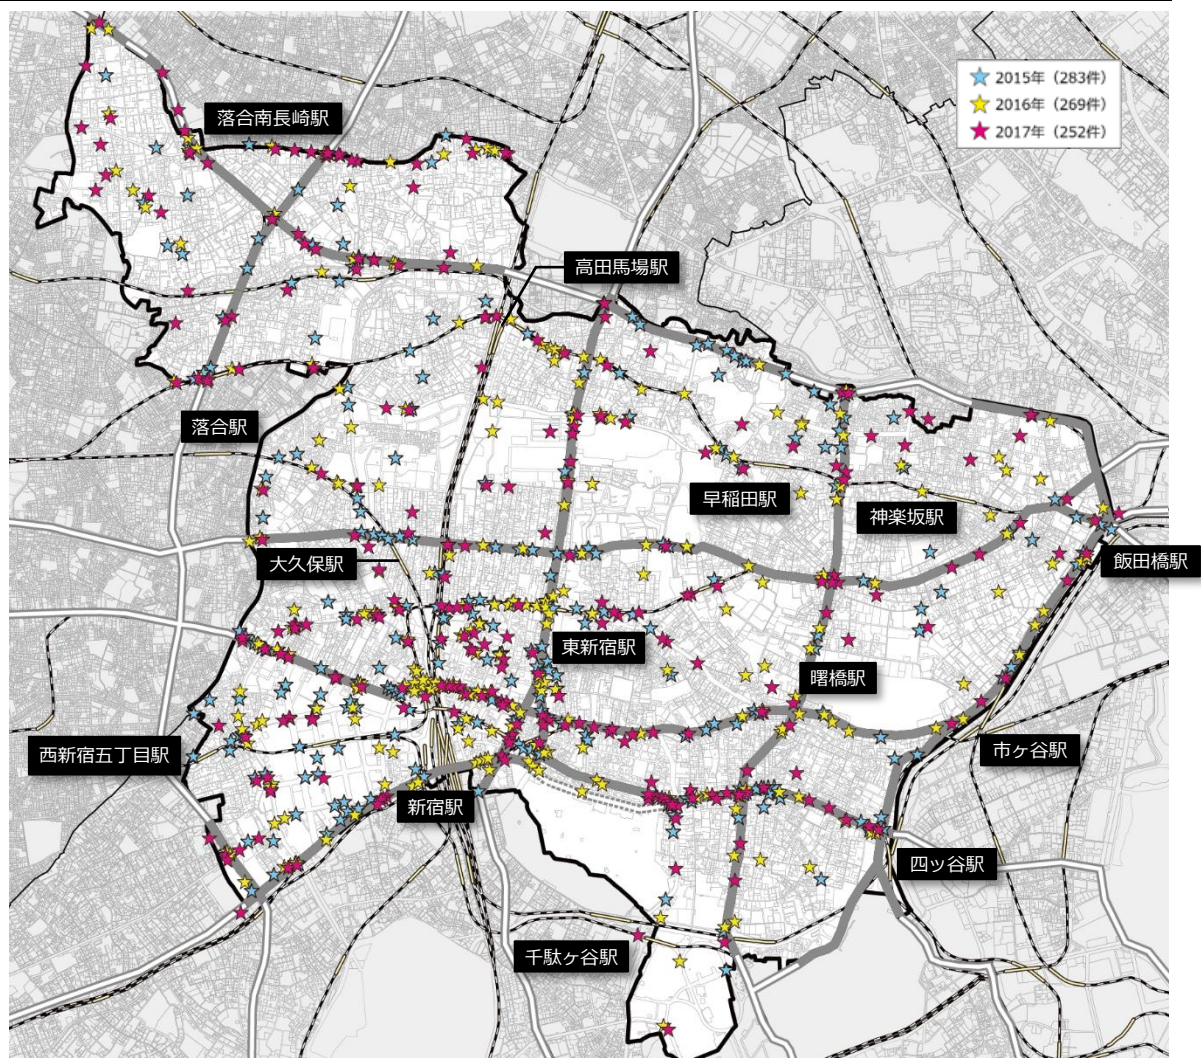 2015年（283件）
2016年（269件）
2017年（252件）
落合南長崎駅
高田馬場駅
落合駅
早稲田駅
神楽坂駅
大久保駅
飯田橋駅
東新宿駅
曙橋駅
西新宿五丁目駅
市ヶ谷駅
新宿駅
四ッ谷駅
千駄ヶ谷駅